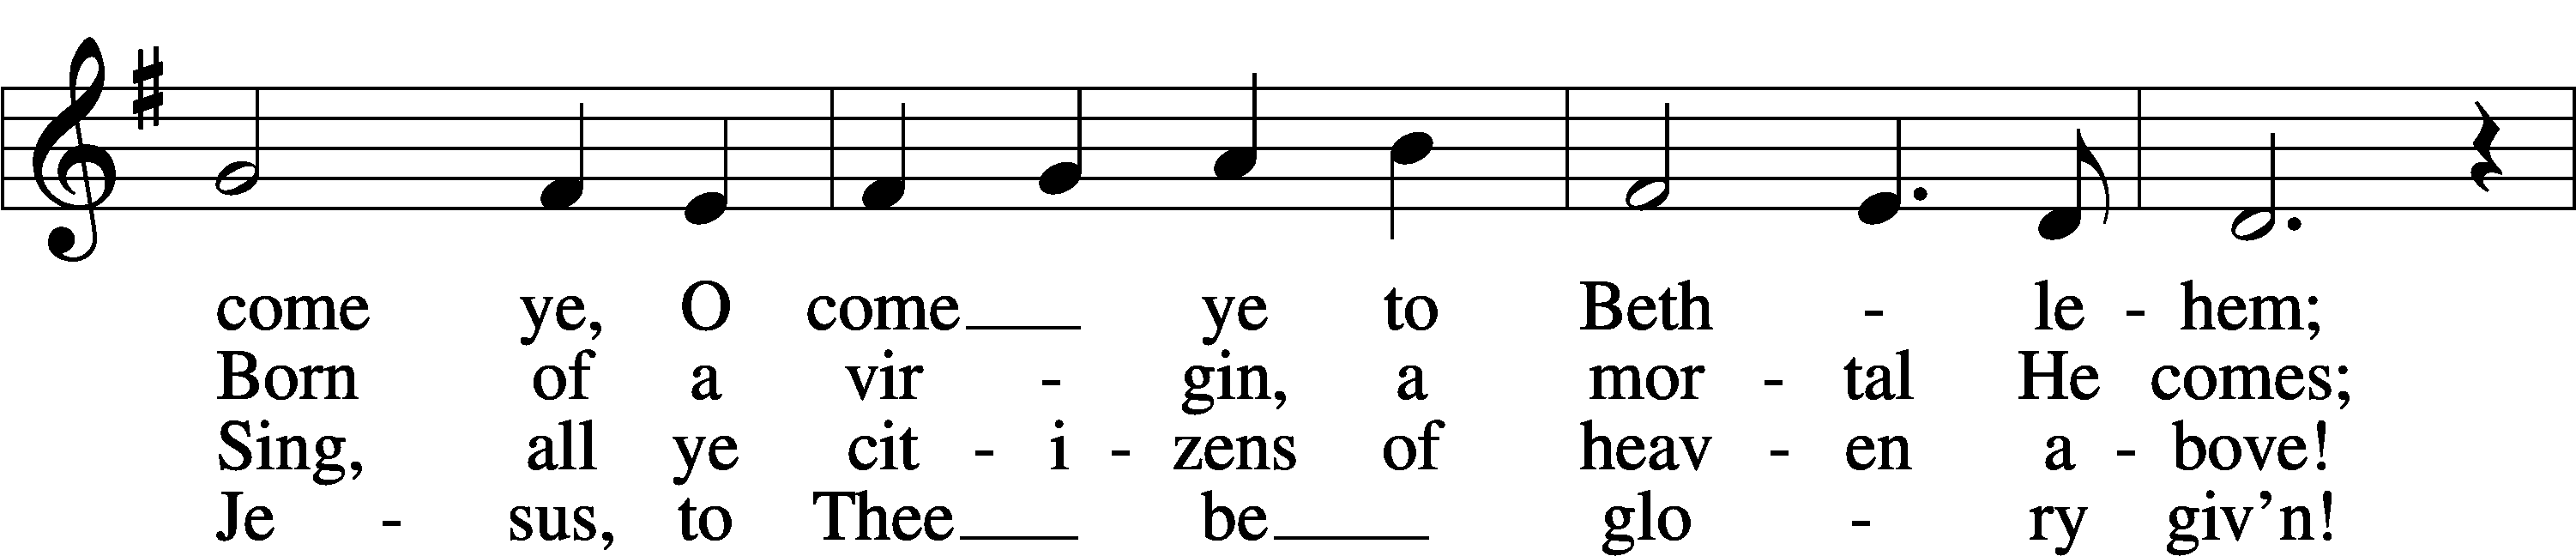 come ye, O come ye to Beth - le - hem;
Born of a vir - gin, a mor - tal He comes;
Sing, all ye cit - i - zens of heav - en a - bove!
Je - sus, to Thee be glo - ry giv’n!